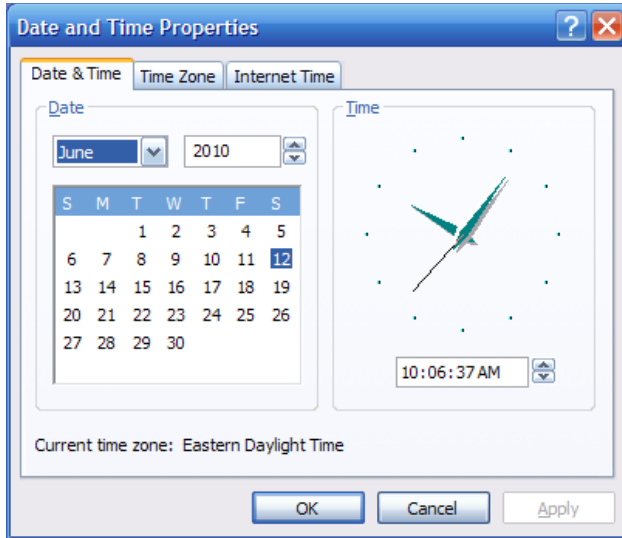 Date and Time Properties
Date & Time Time Zone Internet Time
Date
June 2010
S M T W T F S
1 2 3 4 5
6 7 8 9 10 11 12
13 14 15 16 17 18 19
20 21 22 23 24 25 26
27 28 29 30
Time
10:06:37 AM
Current time zone: Eastern Daylight Time
OK Cancel Apply